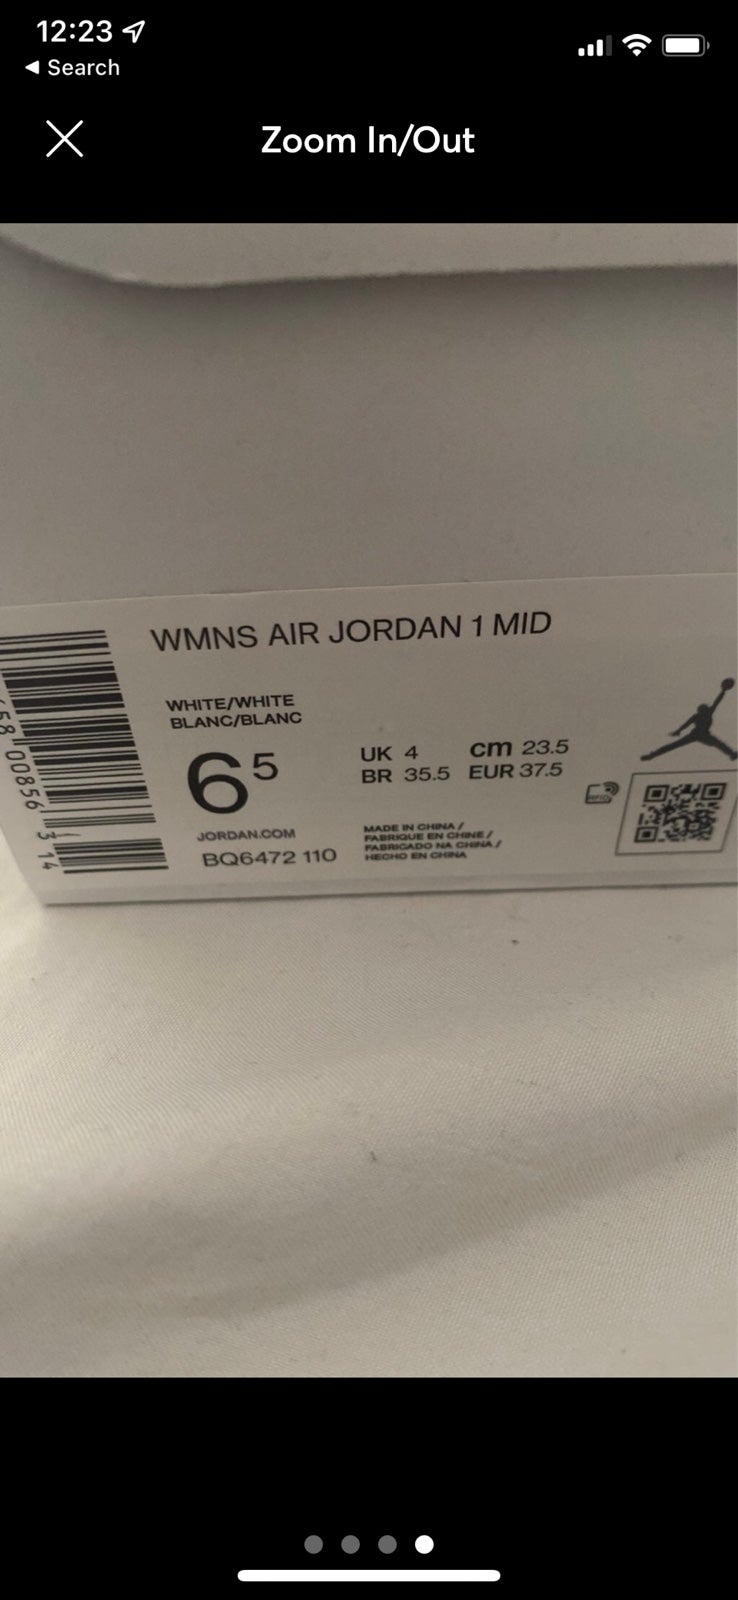 12:23
Search
Zoom In/Out
WMNS AIR JORDAN 1 MID
WHITE/WHITE
BLANC/BLANC
6 5
UK 4 cm 23.5
BR 35.5 EUR 37.5
JORDAN.COM
BQ6472 110
MADE IN CHINA /
FABRIQUE EN CHINE /
FABRICADO NA CHINA /
HECHO EN CHINA
00856 314